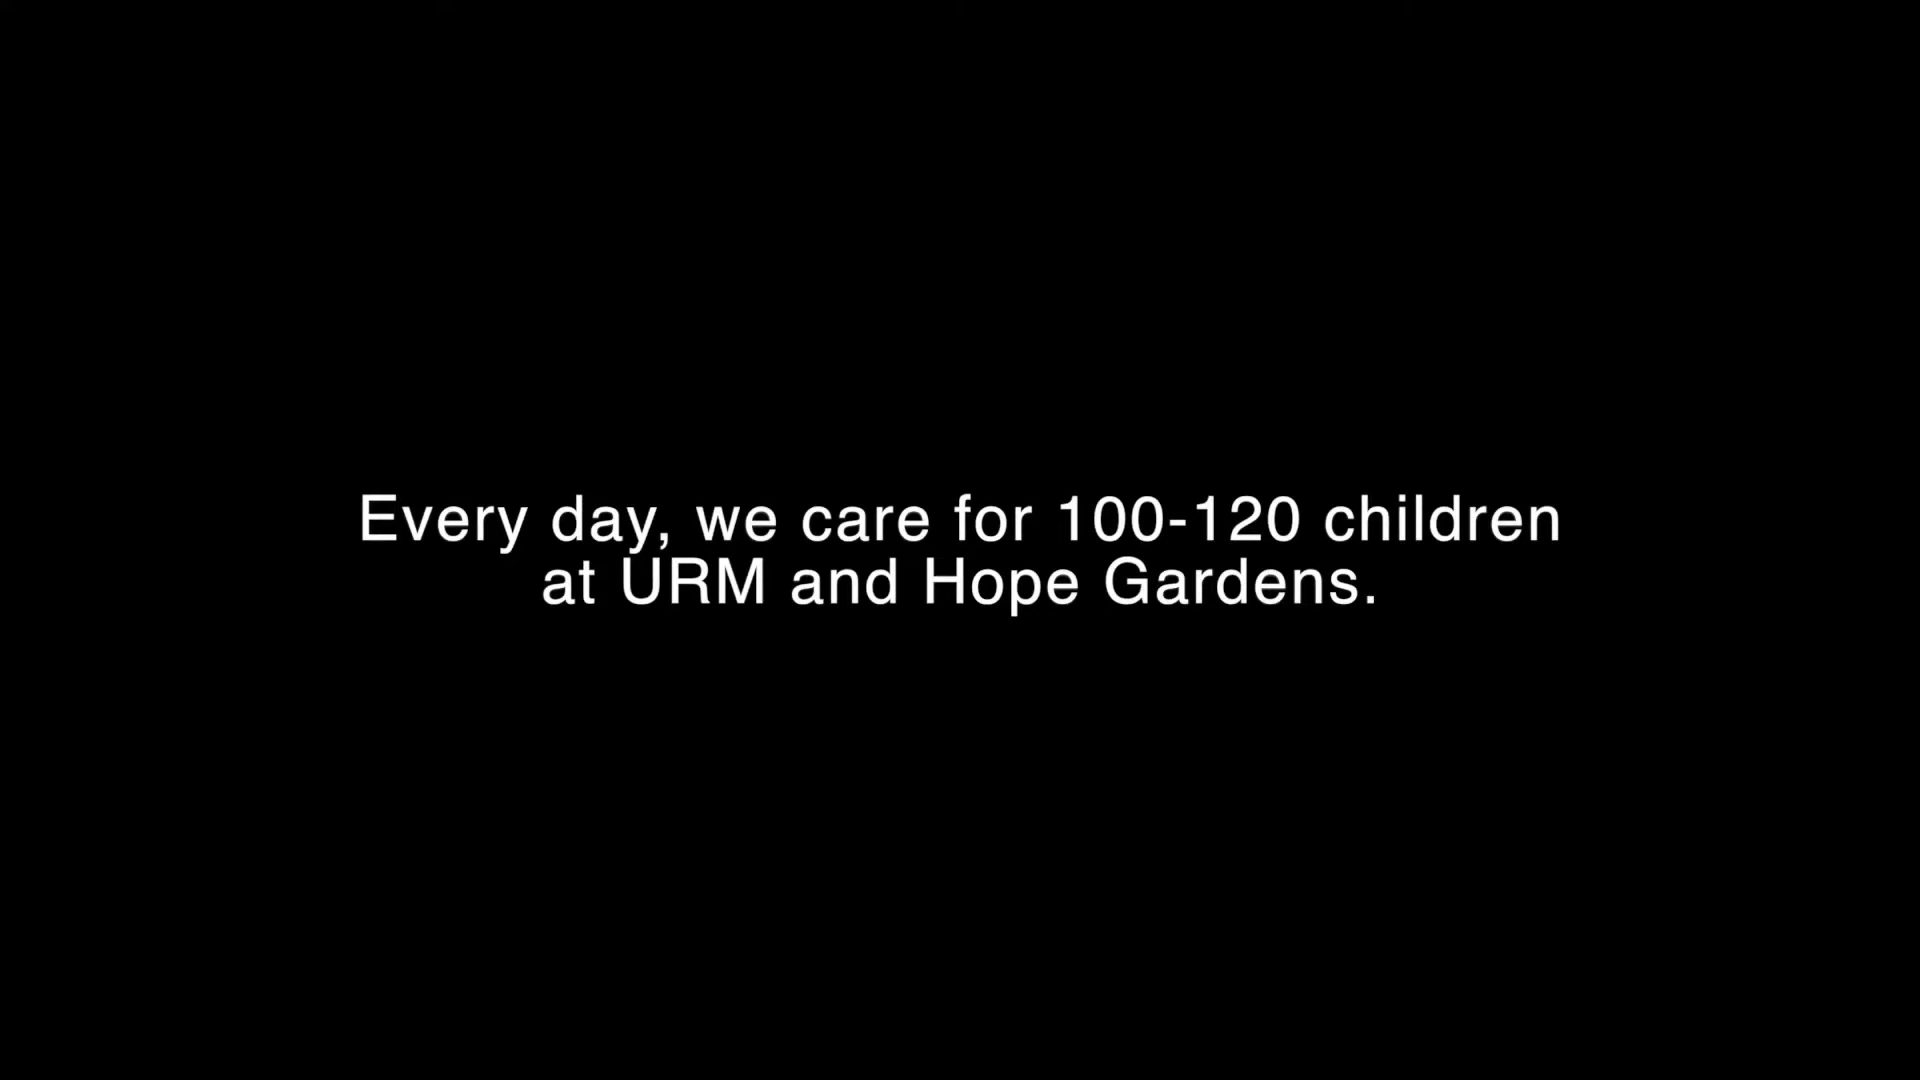 Every day, we care for 100-120 children
at URM and Hope Gardens.